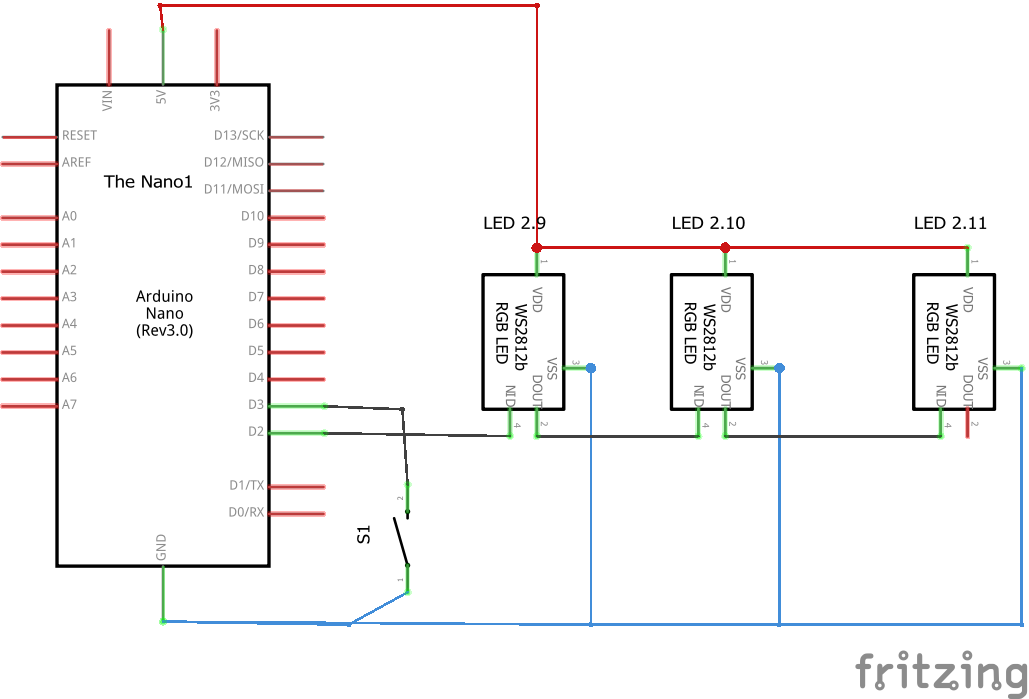 VIN
5V
3V3
RESET
D13/SCK
AREF
D12/MISO
The Nano1
D11/MOSI
A0
D10
A1
D9
A2
D8
A3
D7
Arduino
Nano
(Rev3.0)
A4
D6
A5
D5
A6
D4
A7
D3
D2
D1/TX
D0/RX
GND
S1
2
1
LED 2.9
1
VDD
WS2812b
RGB LED
VSS
3
DIN
4
DOUT
2
LED 2.10
1
VDD
WS2812b
RGB LED
VSS
3
DIN
4
DOUT
2
LED 2.11
1
VDD
WS2812b
RGB LED
VSS
3
DIN
4
DOUT
2
fritzing